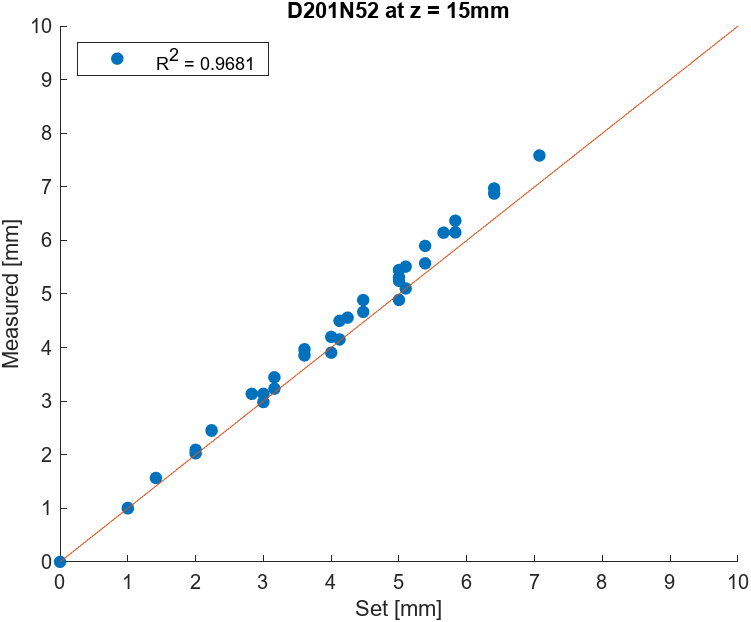 D201N52 at z = 15mm
R² = 0.9681
Measured [mm]
10
9
8
7
6
5
4
3
2
1
0
0 1 2 3 4 5 6 7 8 9 10
Set [mm]